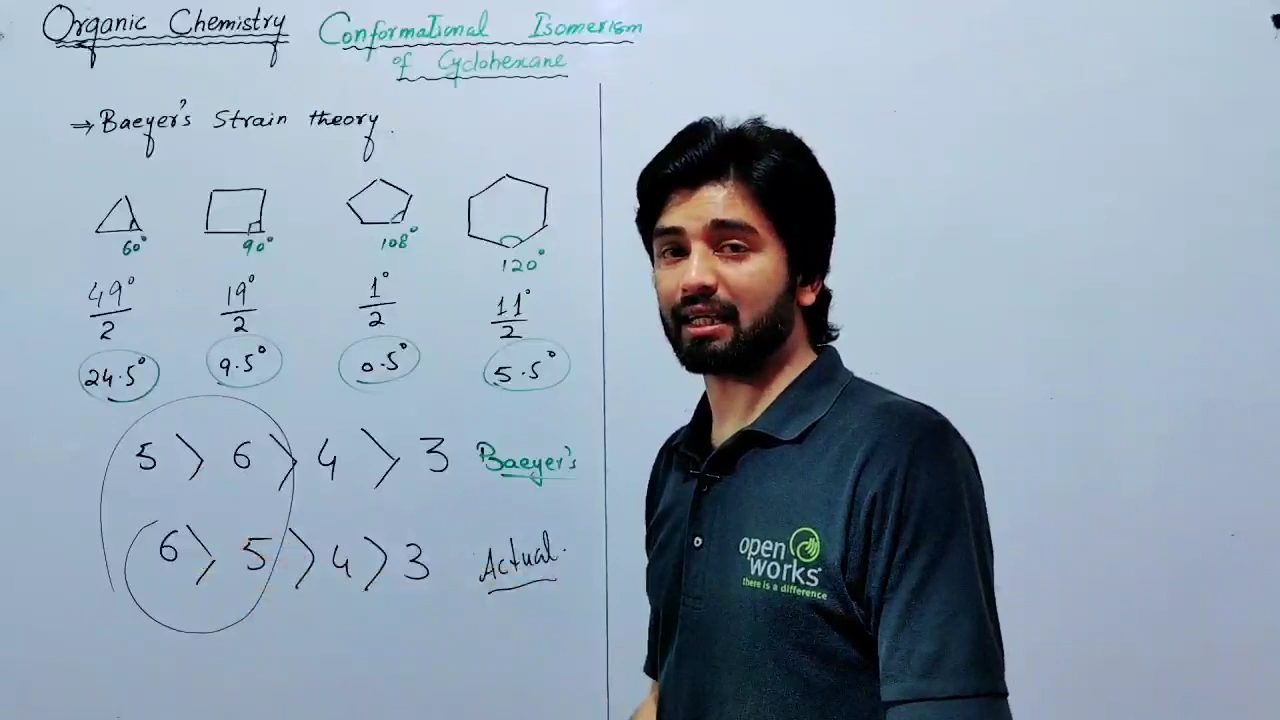 Organic Chemistry Conformational Isomerism
of Cyclohexane
⇒ Baeyer's Strain theory.
60° 90° 108° 120°
49°/2 19°/2 1°/2 11°/2
24.5° 9.5° 0.5° 5.5°
5 > 6 > 4 > 3 Baeyer's
6 > 5 > 4 > 3 Actual.
open
works
there is a difference